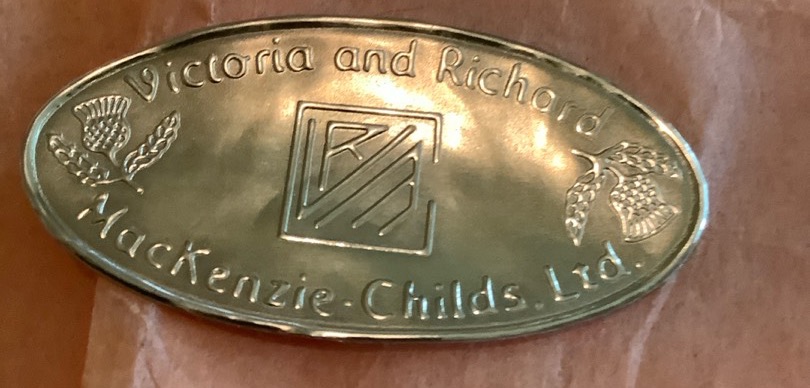 Victoria and Richard
MacKenzie-Childs. Ltd.